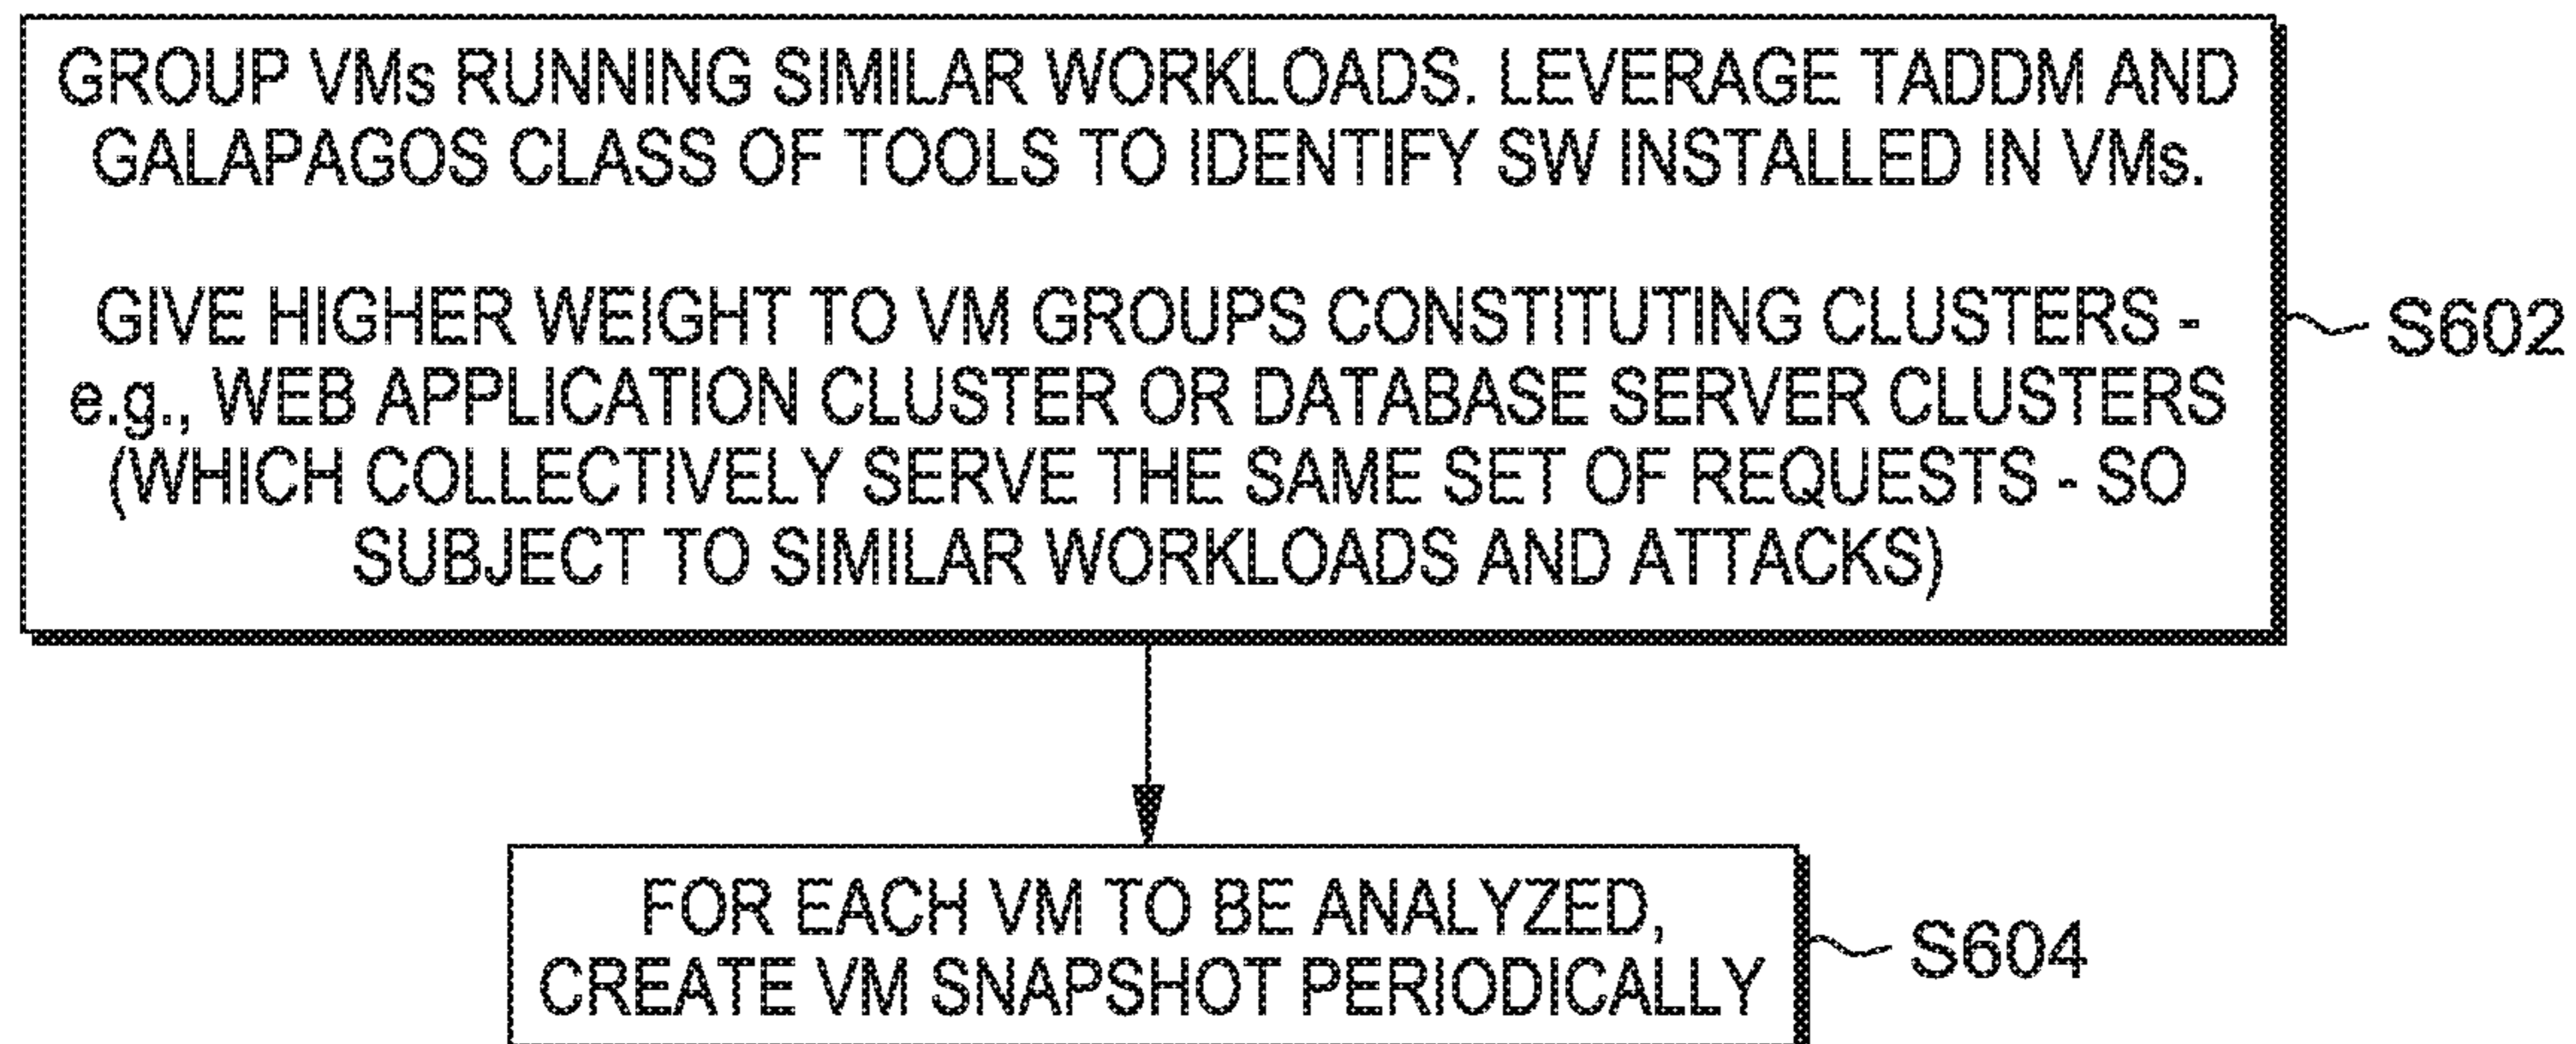 GROUP VMs RUNNING SIMILAR WORKLOADS. LEVERAGE TADDM AND
GALAPAGOS CLASS OF TOOLS TO IDENTIFY SW INSTALLED IN VMs.
GIVE HIGHER WEIGHT TO VM GROUPS CONSTITUTING CLUSTERS -
e.g., WEB APPLICATION CLUSTER OR DATABASE SERVER CLUSTERS
(WHICH COLLECTIVELY SERVE THE SAME SET OF REQUESTS - SO
SUBJECT TO SIMILAR WORKLOADS AND ATTACKS)
S602
FOR EACH VM TO BE ANALYZED,
CREATE VM SNAPSHOT PERIODICALLY
S604